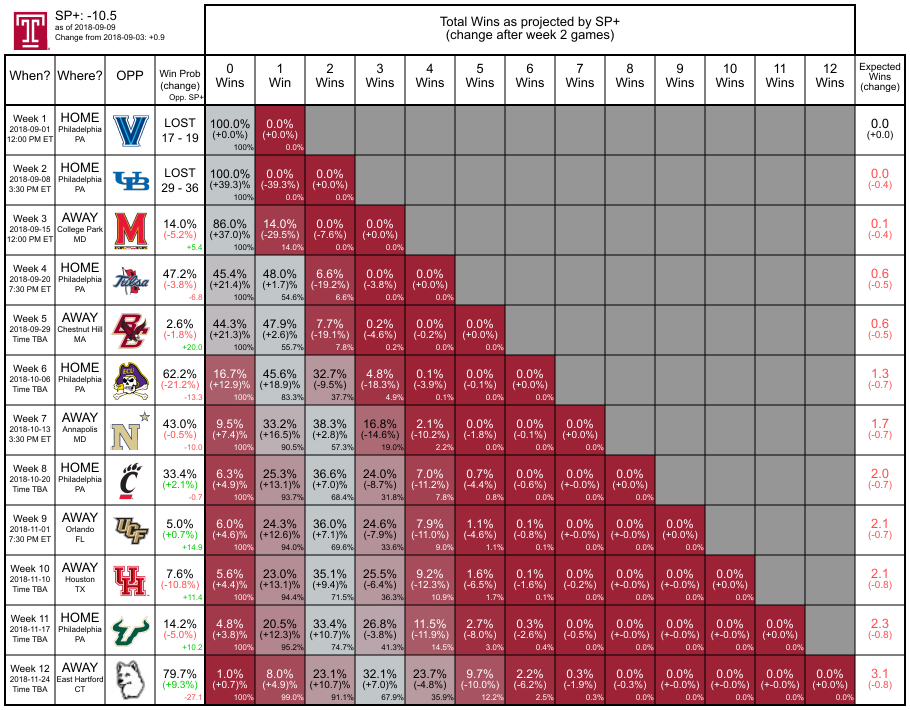 SP+: -10.5
as of 2018-09-09
Change from 2018-09-03: +0.9
Total Wins as projected by SP+
(change after week 2 games)
When? Where? OPP Win Prob (change) Opp. SP+ 0 Wins 1 Win 2 Wins 3 Wins 4 Wins 5 Wins 6 Wins 7 Wins 8 Wins 9 Wins 10 Wins 11 Wins 12 Wins Expected Wins (change)
Week 1 HOME LOST 100.0% 0.0% 0.0
2018-09-01 Philadelphia 17 - 19 (+0.0%) (+0.0%) (+0.0)
12:00 PM ET PA 100% 0.0%
Week 2 HOME LOST 100.0% 0.0% 0.0% 0.0
2018-09-08 Philadelphia 29 - 36 (+39.3)% (-39.3%) (+0.0%) (-0.4)
3:30 PM ET PA 100% 0.0% 0.0%
Week 3 AWAY 14.0% 86.0% 14.0% 0.0% 0.0% 0.1
2018-09-15 College Park (-5.2%) (+37.0)% (-29.5%) (-7.6%) (+0.0%) (-0.4)
12:00 PM ET MD +5.4 100% 14.0% 0.0% 0.0%
Week 4 HOME 47.2% 45.4% 48.0% 6.6% 0.0% 0.0% 0.6
2018-09-20 Philadelphia Tulsa (-3.8%) (+21.4)% (+1.7)% (-19.2%) (-3.8%) (+0.0%) (-0.5)
7:30 PM ET PA -6.8 100% 54.6% 6.6% 0.0% 0.0%
Week 5 AWAY 2.6% 44.3% 47.9% 7.7% 0.2% 0.0% 0.0% 0.6
2018-09-29 Chestnut Hill (-1.8%) (+21.3)% (+2.6)% (-19.1%) (-4.6%) (-0.2%) (+0.0%) (-0.5)
Time TBA MA +20.0 100% 55.7% 7.8% 0.2% 0.0% 0.0%
Week 6 HOME 62.2% 16.7% 45.6% 32.7% 4.8% 0.1% 0.0% 0.0% 1.3
2018-10-06 Philadelphia (-21.2%) (+12.9)% (+18.9)% (-9.5%) (-18.3%) (-3.9%) (-0.1%) (+0.0%) (-0.7)
Time TBA PA -13.3 100% 83.3% 37.7% 4.9% 0.1% 0.0% 0.0%
Week 7 AWAY 43.0% 9.5% 33.2% 38.3% 16.8% 2.1% 0.0% 0.0% 0.0% 1.7
2018-10-13 Annapolis (-0.5%) (+7.4)% (+16.5)% (+2.8)% (-14.6%) (-10.2%) (-1.8%) (-0.1%) (+0.0%) (-0.7)
3:30 PM ET MD -10.0 100% 90.5% 57.3% 19.0% 2.2% 0.0% 0.0% 0.0%
Week 8 HOME 33.4% 6.3% 25.3% 36.6% 24.0% 7.0% 0.7% 0.0% 0.0% 0.0% 2.0
2018-10-20 Philadelphia (+2.1%) (+4.9)% (+13.1)% (+7.0)% (-8.7%) (-11.2%) (-4.4%) (-0.6%) (+-0.0%) (+0.0%) (-0.7)
Time TBA PA -0.7 100% 93.7% 68.4% 31.8% 7.8% 0.8% 0.0% 0.0% 0.0%
Week 9 AWAY 5.0% 6.0% 24.3% 36.0% 24.6% 7.9% 1.1% 0.1% 0.0% 0.0% 0.0% 2.1
2018-11-01 Orlando UCF (+0.7%) (+4.6)% (+12.6)% (+7.1)% (-7.9%) (-11.0%) (-4.6%) (-0.8%) (+-0.0%) (+-0.0%) (+0.0%) (-0.7)
7:30 PM ET FL +14.9 100% 94.0% 69.6% 33.6% 9.0% 1.1% 0.1% 0.0% 0.0% 0.0%
Week 10 AWAY 7.6% 5.6% 23.0% 35.1% 25.5% 9.2% 1.6% 0.1% 0.0% 0.0% 0.0% 0.0% 2.1
2018-11-10 Houston (-10.8%) (+4.4)% (+13.1)% (+9.4)% (-6.4%) (-12.3%) (-6.5%) (-1.6%) (-0.2%) (+-0.0%) (+-0.0%) (+0.0%) (-0.8)
Time TBA TX +11.4 100% 94.4% 71.5% 36.3% 10.9% 1.7% 0.1% 0.0% 0.0% 0.0% 0.0%
Week 11 HOME 14.2% 4.8% 20.5% 33.4% 26.8% 11.5% 2.7% 0.3% 0.0% 0.0% 0.0% 0.0% 0.0% 2.3
2018-11-17 Philadelphia (-5.0%) (+3.8)% (+12.3)% (+10.7)% (-3.8%) (-11.9%) (-8.0%) (-2.6%) (-0.5%) (+-0.0%) (+-0.0%) (+-0.0%) (+0.0%) (-0.8)
Time TBA PA +10.2 100% 95.2% 74.7% 41.3% 14.5% 3.0% 0.4% 0.0% 0.0% 0.0% 0.0% 0.0%
Week 12 AWAY 79.7% 1.0% 8.0% 23.1% 32.1% 23.7% 9.7% 2.2% 0.3% 0.0% 0.0% 0.0% 0.0% 0.0% 3.1
2018-11-24 East Hartford (+9.3%) (+0.7)% (+4.9)% (+10.7)% (+7.0)% (-4.8%) (-10.0%) (-6.2%) (-1.9%) (-0.3%) (+-0.0%) (+-0.0%) (+-0.0%) (+0.0%) (-0.8)
Time TBA CT -27.1 100% 99.0% 91.1% 67.9% 35.9% 12.2% 2.5% 0.3% 0.0% 0.0% 0.0% 0.0% 0.0%